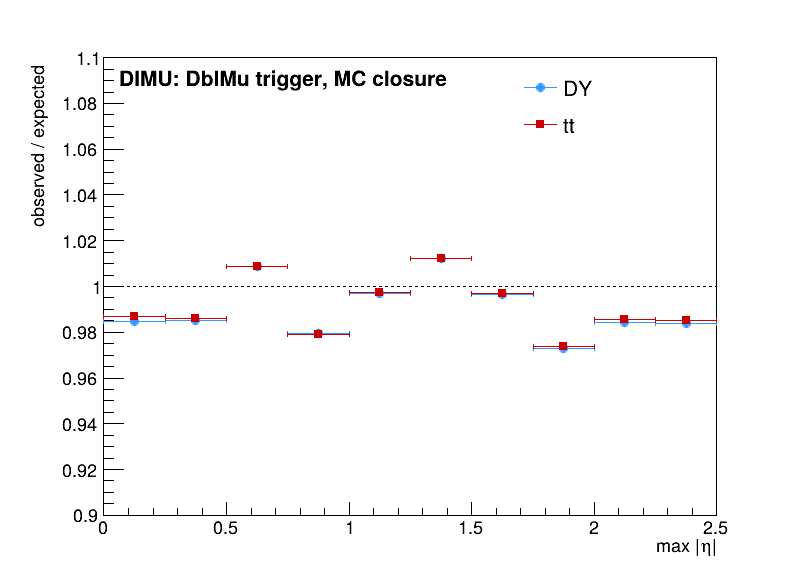 DIMU: DblMu trigger, MC closure
DY
tt
observed / expected
1.1
1.08
1.06
1.04
1.02
1
0.98
0.96
0.94
0.92
0.9
0 0.5 1 1.5 2 2.5
max |η|